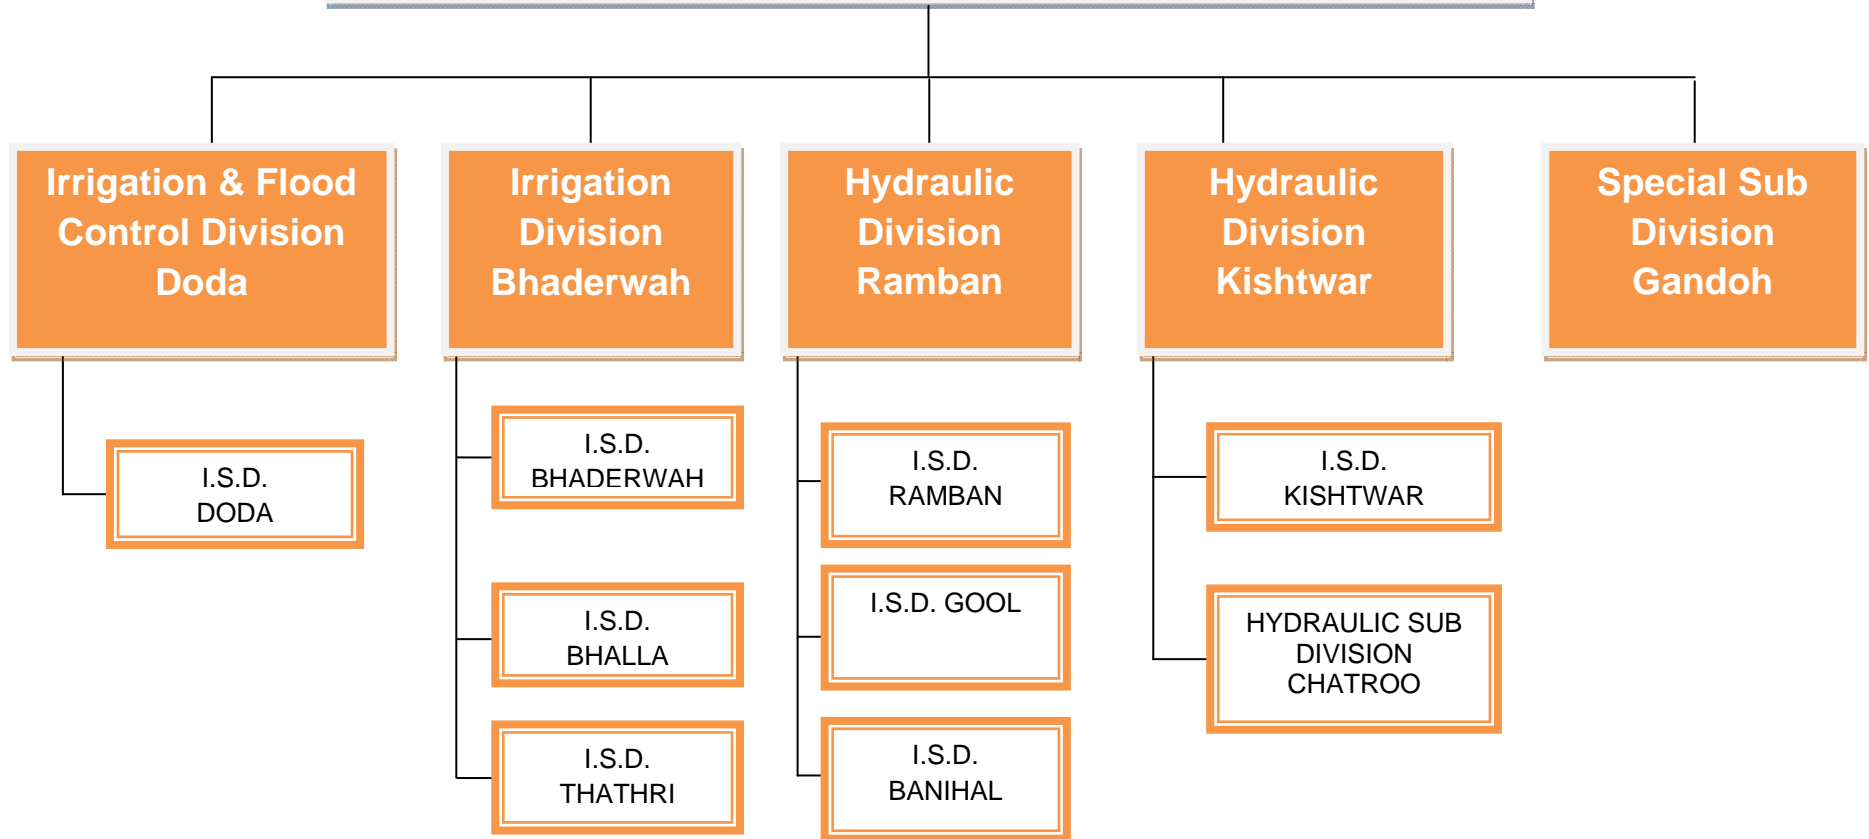 Irrigation & Flood
Control Division
Doda
Irrigation
Division
Bhaderwah
Hydraulic
Division
Ramban
Hydraulic
Division
Kishtwar
Special Sub
Division
Gandoh
I.S.D.
DODA
I.S.D.
BHADERWAH
I.S.D.
BHALLA
I.S.D.
THATHRI
I.S.D.
RAMBAN
I.S.D. GOOL
I.S.D.
BANIHAL
I.S.D.
KISHTWAR
HYDRAULIC SUB
DIVISION
CHATROO